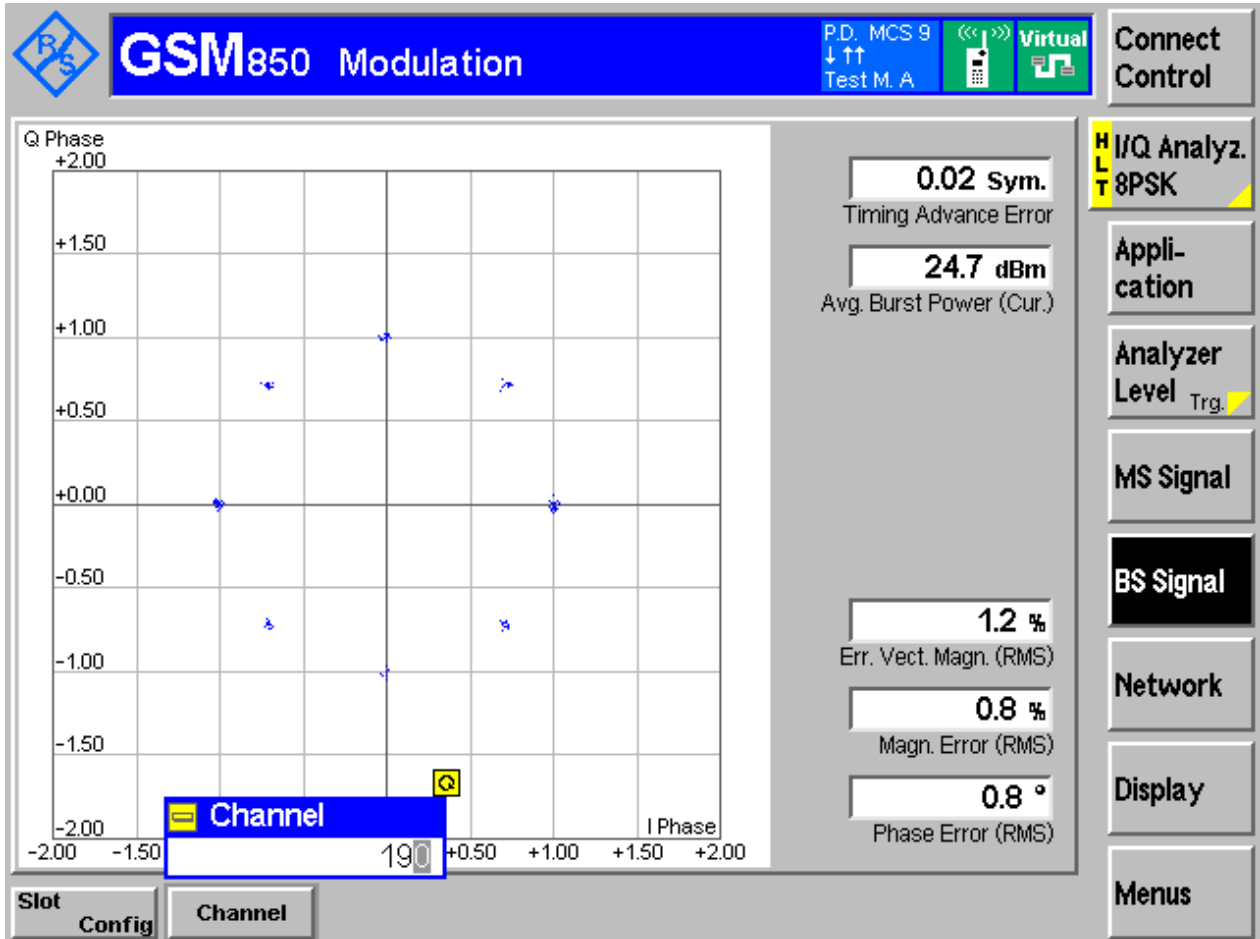 R/S
GSM850 Modulation
P.D. MCS 9
↓ ↑↑
Test M. A
Virtual
Connect
Control
Q Phase
+2.00
+1.50
+1.00
+0.50
+0.00
-0.50
-1.00
-1.50
-2.00
I Phase
-2.00 -1.50 +0.50 +1.00 +1.50 +2.00
Q
Channel
190
0.02 Sym.
Timing Advance Error
24.7 dBm
Avg. Burst Power (Cur.)
1.2 %
Err. Vect. Magn. (RMS)
0.8 %
Magn. Error (RMS)
0.8 °
Phase Error (RMS)
HLT
I/Q Analyz.
8PSK
Appli-
cation
Analyzer
Level Trg.
MS Signal
BS Signal
Network
Display
Menus
Slot
Config
Channel